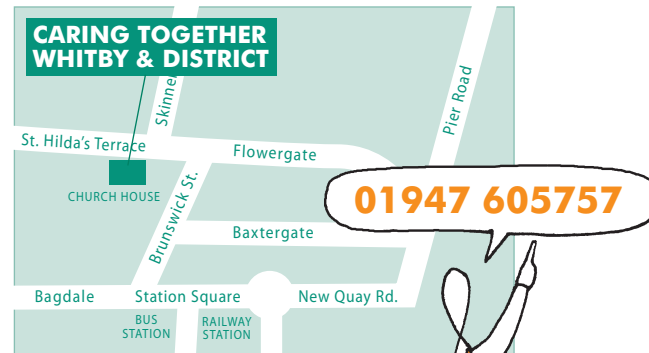 CARING TOGETHER
WHITBY & DISTRICT
Skinner
Pier Road
St. Hilda's Terrace
Flowergate
CHURCH HOUSE
01947 605757
Brunswick St.
Baxtergate
Bagdale
Station Square
New Quay Rd.
BUS
STATION
RAILWAY
STATION